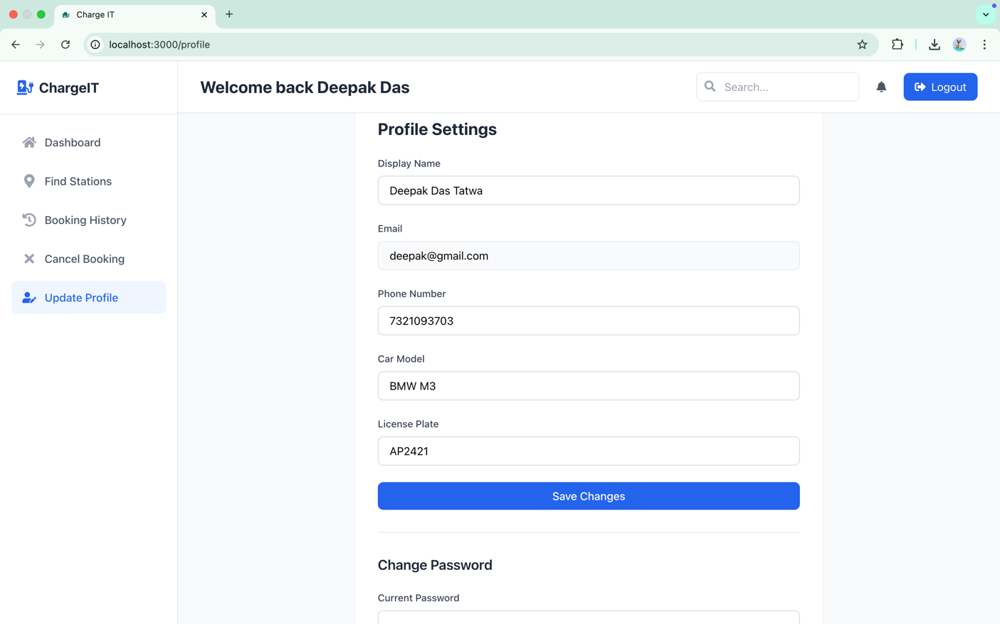 Charge IT
localhost:3000/profile
ChargeIT
Welcome back Deepak Das
Search...
Logout
Dashboard
Find Stations
Booking History
Cancel Booking
Update Profile
Profile Settings
Display Name
Deepak Das Tatwa
Email
deepak@gmail.com
Phone Number
7321093703
Car Model
BMW M3
License Plate
AP2421
Save Changes
Change Password
Current Password